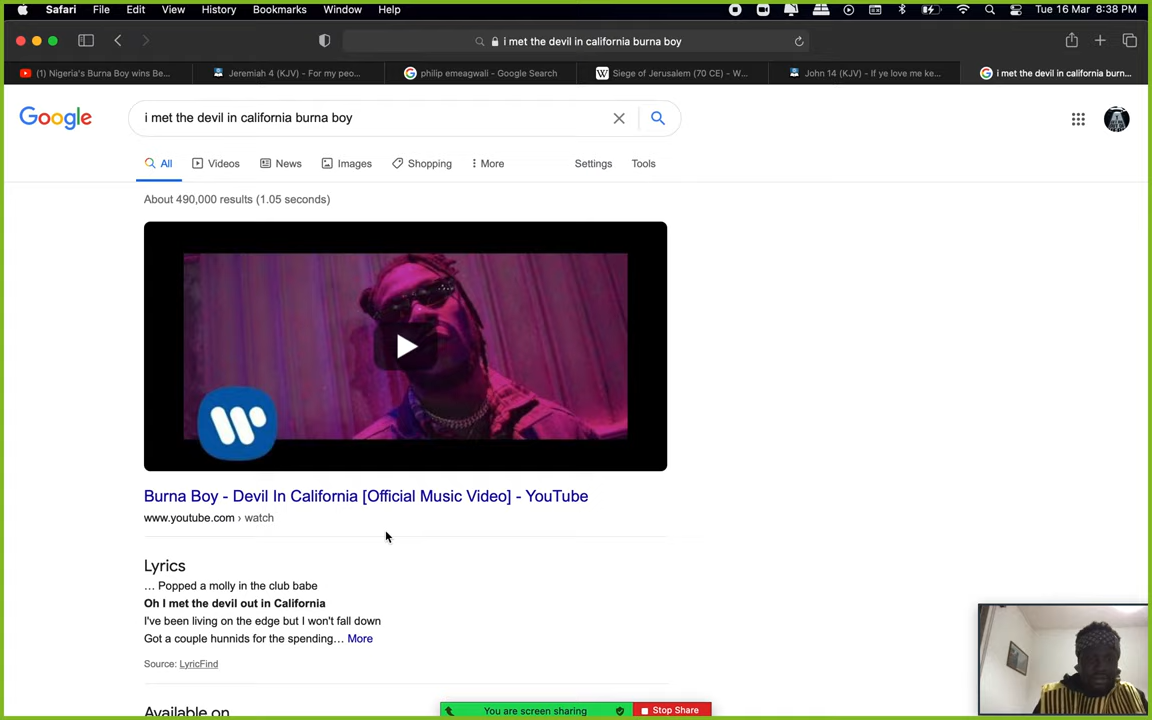 Safari File Edit View History Bookmarks Window Help Tue 16 Mar 8:38 PM
i met the devil in california burna boy
(1) Nigeria's Burna Boy wins Be... Jeremiah 4 (KJV) - For my peo... philip emeagwali - Google Search Siege of Jerusalem (70 CE) - W... John 14 (KJV) - If ye love me ke... i met the devil in california burn...
Google i met the devil in california burna boy
All Videos News Images Shopping More Settings Tools
About 490,000 results (1.05 seconds)
Burna Boy - Devil In California [Official Music Video] - YouTube
www.youtube.com › watch
Lyrics
... Popped a molly in the club babe
Oh I met the devil out in California
I've been living on the edge but I won't fall down
Got a couple hunnids for the spending... More
Source: LyricFind
Available on
You are screen sharing Stop Share